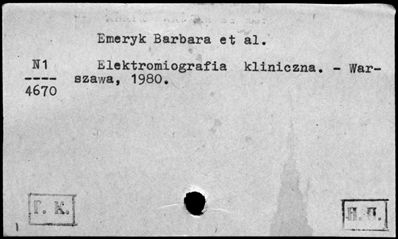 Emeryk Barbara et al.
N1 Elektromiografia kliniczna. - War-
----
4670 szawa, 1980.
Г. К.
Н. П.